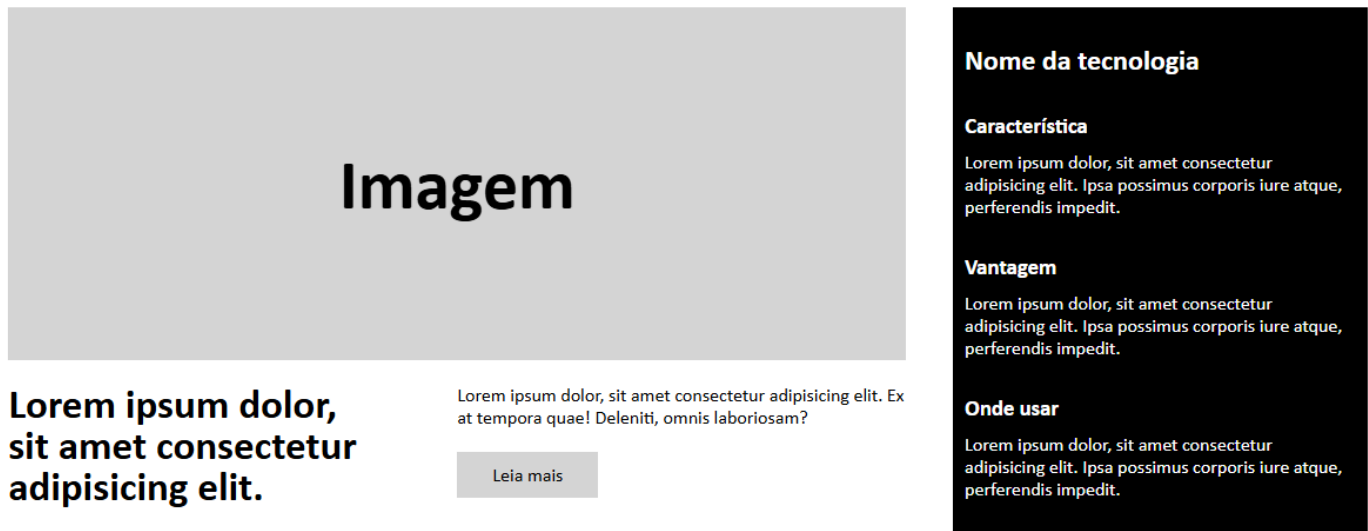 Imagem
Lorem ipsum dolor,
sit amet consectetur
adipisicing elit.
Lorem ipsum dolor, sit amet consectetur adipisicing elit. Ex
at tempora quae! Deleniti, omnis laboriosam?
Leia mais
Nome da tecnologia
Característica
Lorem ipsum dolor, sit amet consectetur
adipisicing elit. Ipsa possimus corporis iure atque,
perferendis impedit.
Vantagem
Lorem ipsum dolor, sit amet consectetur
adipisicing elit. Ipsa possimus corporis iure atque,
perferendis impedit.
Onde usar
Lorem ipsum dolor, sit amet consectetur
adipisicing elit. Ipsa possimus corporis iure atque,
perferendis impedit.